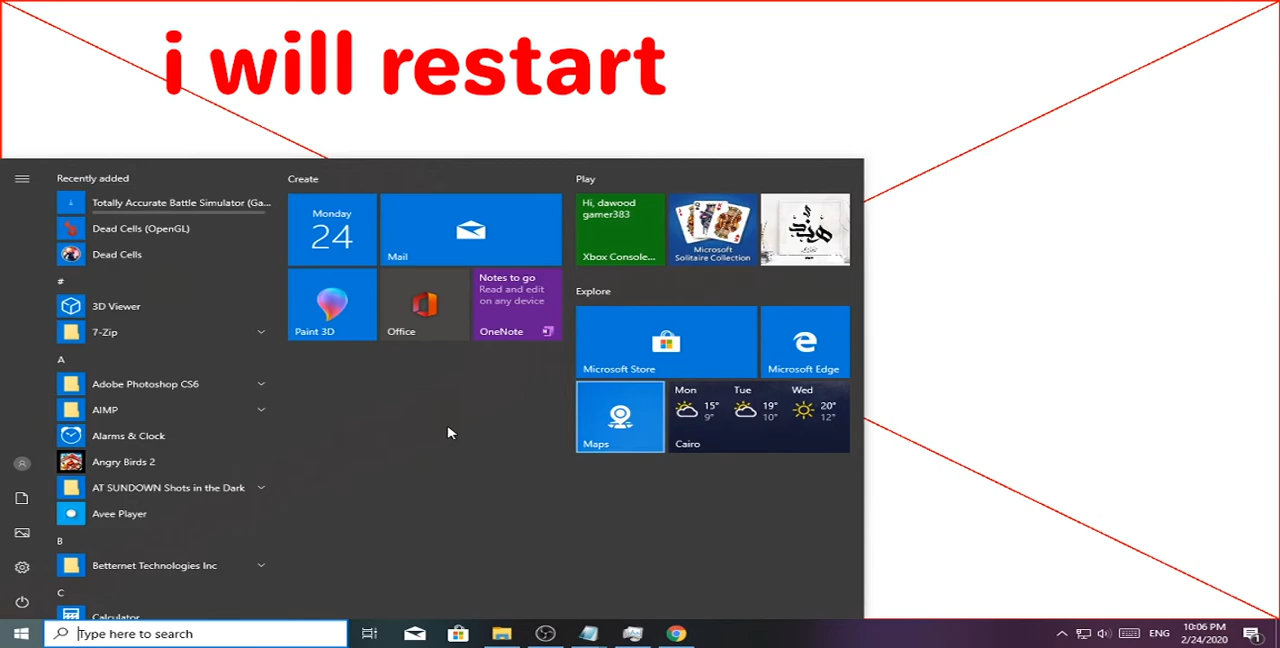 i will restart
Recently added
Totally Accurate Battle Simulator (Ga...
Dead Cells (OpenGL)
Dead Cells
#
3D Viewer
7-Zip
A
Adobe Photoshop CS6
AIMP
Alarms & Clock
Angry Birds 2
AT SUNDOWN Shots in the Dark
Avee Player
B
Betternet Technologies Inc
C
Calculator
Create
Monday
24
Mail
Paint 3D
Office
Notes to go
Read and edit
on any device
OneNote
Play
Hi, dawood
gamer383
Xbox Console...
Microsoft
Solitaire Collection
Explore
Microsoft Store
Microsoft Edge
Maps
Mon Tue Wed
15° 19° 20°
9° 10° 12°
Cairo
Type here to search
ENG
10:06 PM
2/24/2020
1